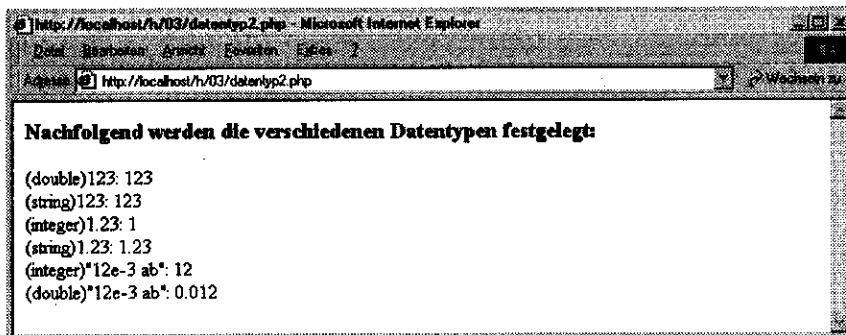 http://localhost/h/03/datentyp2.php - Microsoft Internet Explorer
Datei Bearbeiten Ansicht Favoriten Extras ?
Adresse http://localhost/h/03/datentyp2.php Wechseln zu
Nachfolgend werden die verschiedenen Datentypen festgelegt:
(double)123: 123
(string)123: 123
(integer)1.23: 1
(string)1.23: 1.23
(integer)"12e-3 ab": 12
(double)"12e-3 ab": 0.012